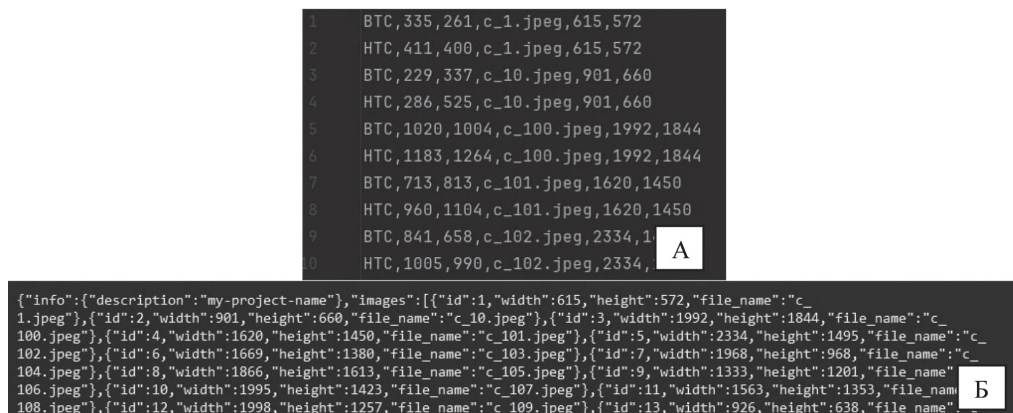 1 BTC,335,261,c_1.jpeg,615,572
2 HTC,411,400,c_1.jpeg,615,572
3 BTC,229,337,c_10.jpeg,901,660
4 HTC,286,525,c_10.jpeg,901,660
5 BTC,1020,1004,c_100.jpeg,1992,1844
6 HTC,1183,1264,c_100.jpeg,1992,1844
7 BTC,713,813,c_101.jpeg,1620,1450
8 HTC,960,1104,c_101.jpeg,1620,1450
9 BTC,841,658,c_102.jpeg,2334,1
10 HTC,1005,990,c_102.jpeg,2334,
А
{"info":{"description":"my-project-name"},"images":[{"id":1,"width":615,"height":572,"file_name":"c_
1.jpeg"},{"id":2,"width":901,"height":660,"file_name":"c_10.jpeg"},{"id":3,"width":1992,"height":1844,"file_name":"c_
100.jpeg"},{"id":4,"width":1620,"height":1450,"file_name":"c_101.jpeg"},{"id":5,"width":2334,"height":1495,"file_name":"c_
102.jpeg"},{"id":6,"width":1669,"height":1380,"file_name":"c_103.jpeg"},{"id":7,"width":1968,"height":968,"file_name":"c_
104.jpeg"},{"id":8,"width":1866,"height":1613,"file_name":"c_105.jpeg"},{"id":9,"width":1333,"height":1201,"file_name"
106.jpeg"},{"id":10,"width":1995,"height":1423,"file_name":"c_107.jpeg"},{"id":11,"width":1563,"height":1353,"file_nam
108.jpeg"},{"id":12,"width":1998,"height":1257,"file_name":"c_109.jpeg"},{"id":13,"width":926,"height":638,"file_name":"c_
Б